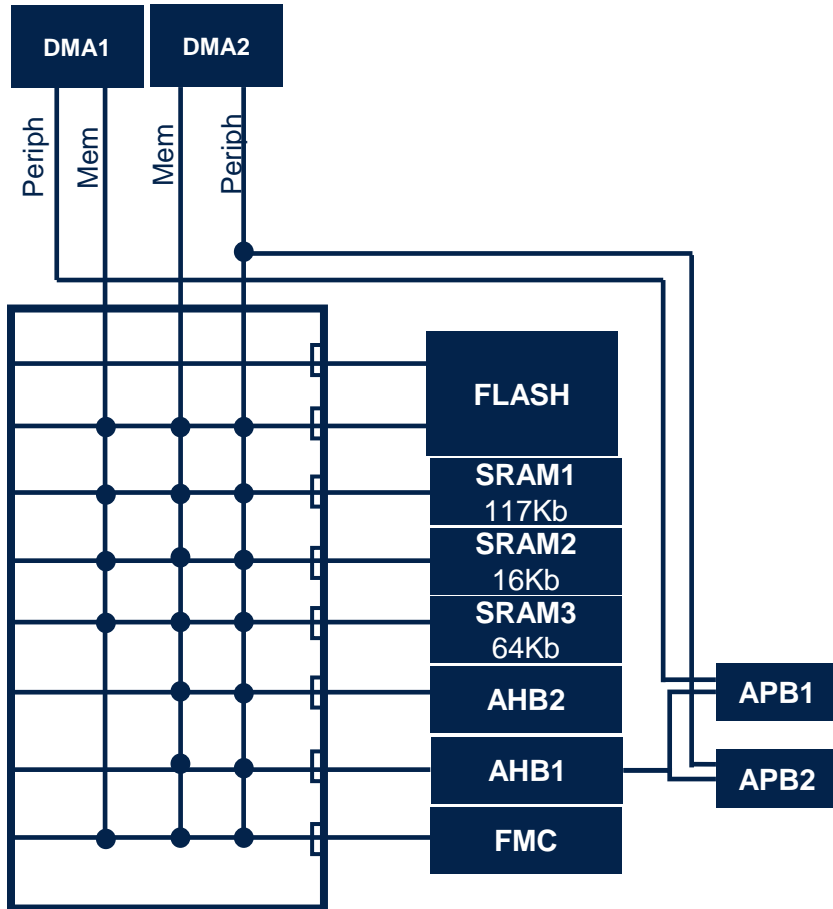 DMA1
DMA2
Periph
Mem
Mem
Periph
FLASH
SRAM1
117Kb
SRAM2
16Kb
SRAM3
64Kb
AHB2
APB1
AHB1
APB2
FMC